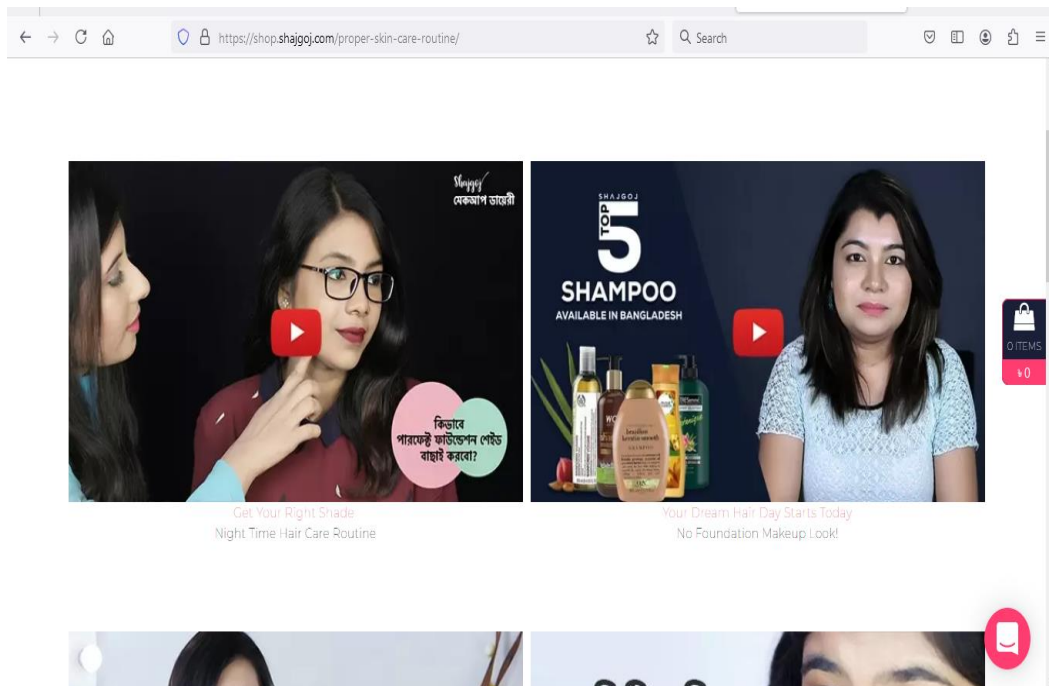 https://shop.shajgoj.com/proper-skin-care-routine/
Search
Shajgoj
মেকআপ ডায়েরী
কিভাবে
পারফেক্ট ফাউন্ডেশন শেইড
বাছাই করবো?
SHAJGOJ
TOP
5
SHAMPOO
AVAILABLE IN BANGLADESH
0 ITEMS
৳ 0
Get Your Right Shade
Night Time Hair Care Routine
Your Dream Hair Day Starts Today
No Foundation Makeup Look!